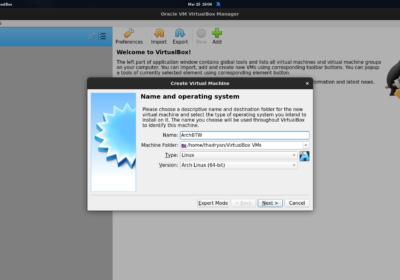 Mar 25 20:06
Oracle VM VirtualBox Manager
Preferences Import Export New Add
Welcome to VirtualBox!
The left part of application window contains global tools and lists all virtual machines and virtual machine groups
on your computer. You can import, add and create new VMs using corresponding toolbar buttons. You can popup
a tools of currently selected element using corresponding element button.
information and latest news.
Create Virtual Machine
Name and operating system
Please choose a descriptive name and destination folder for the new
virtual machine and select the type of operating system you intend to
install on it. The name you choose will be used throughout VirtualBox
to identify this machine.
Name: ArchBTW
Machine Folder: /home/thadryan/VirtualBox VMs
Type: Linux
Version: Arch Linux (64-bit)
Expert Mode < Back Next > Cancel